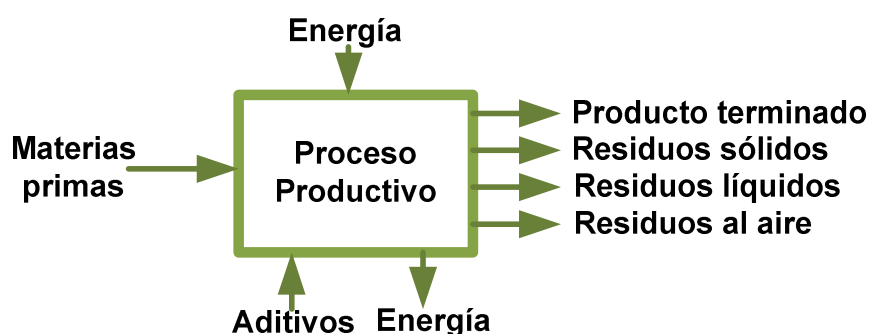 Energía
Materias
primas
Proceso
Productivo
Producto terminado
Residuos sólidos
Residuos líquidos
Residuos al aire
Aditivos
Energía